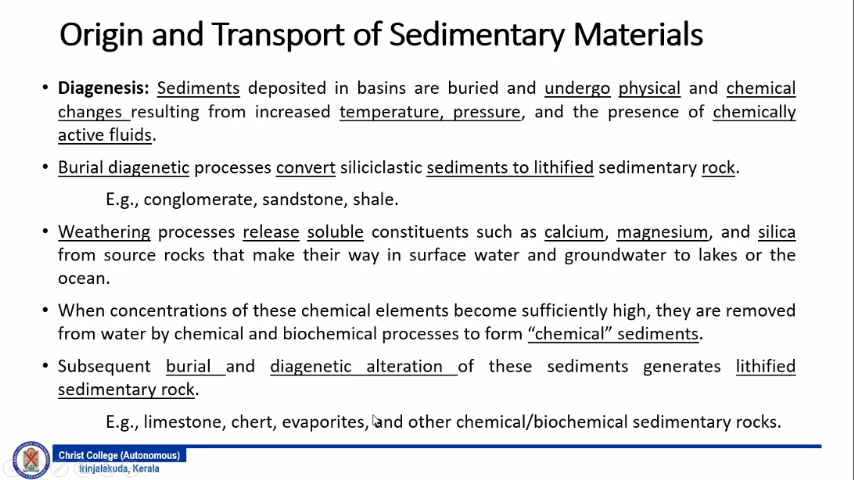 Origin and Transport of Sedimentary Materials
• Diagenesis: Sediments deposited in basins are buried and undergo physical and chemical
changes resulting from increased temperature, pressure, and the presence of chemically
active fluids.
• Burial diagenetic processes convert siliciclastic sediments to lithified sedimentary rock.
E.g., conglomerate, sandstone, shale.
• Weathering processes release soluble constituents such as calcium, magnesium, and silica
from source rocks that make their way in surface water and groundwater to lakes or the
ocean.
• When concentrations of these chemical elements become sufficiently high, they are removed
from water by chemical and biochemical processes to form “chemical” sediments.
• Subsequent burial and diagenetic alteration of these sediments generates lithified
sedimentary rock.
E.g., limestone, chert, evaporites, and other chemical/biochemical sedimentary rocks.
Christ College (Autonomous)
Irinjalakuda, Kerala